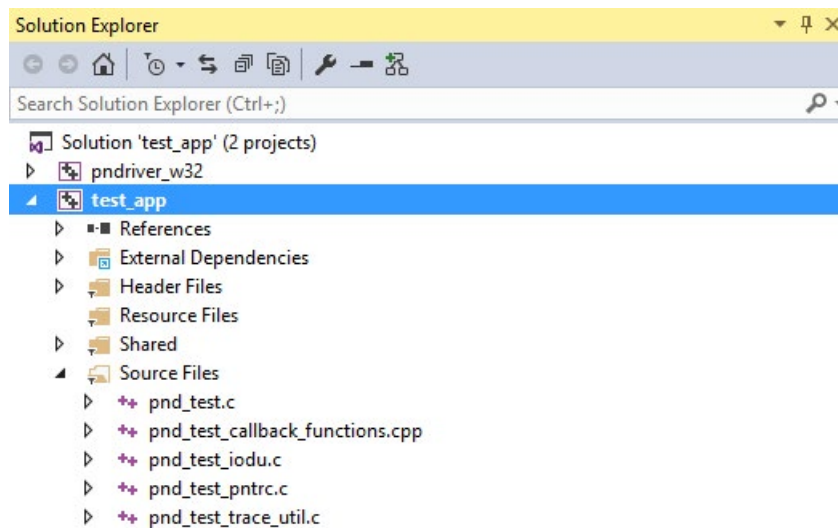 Solution Explorer
Search Solution Explorer (Ctrl+;)
Solution 'test_app' (2 projects)
pndriver_w32
test_app
References
External Dependencies
Header Files
Resource Files
Shared
Source Files
pnd_test.c
pnd_test_callback_functions.cpp
pnd_test_iodu.c
pnd_test_pntrc.c
pnd_test_trace_util.c